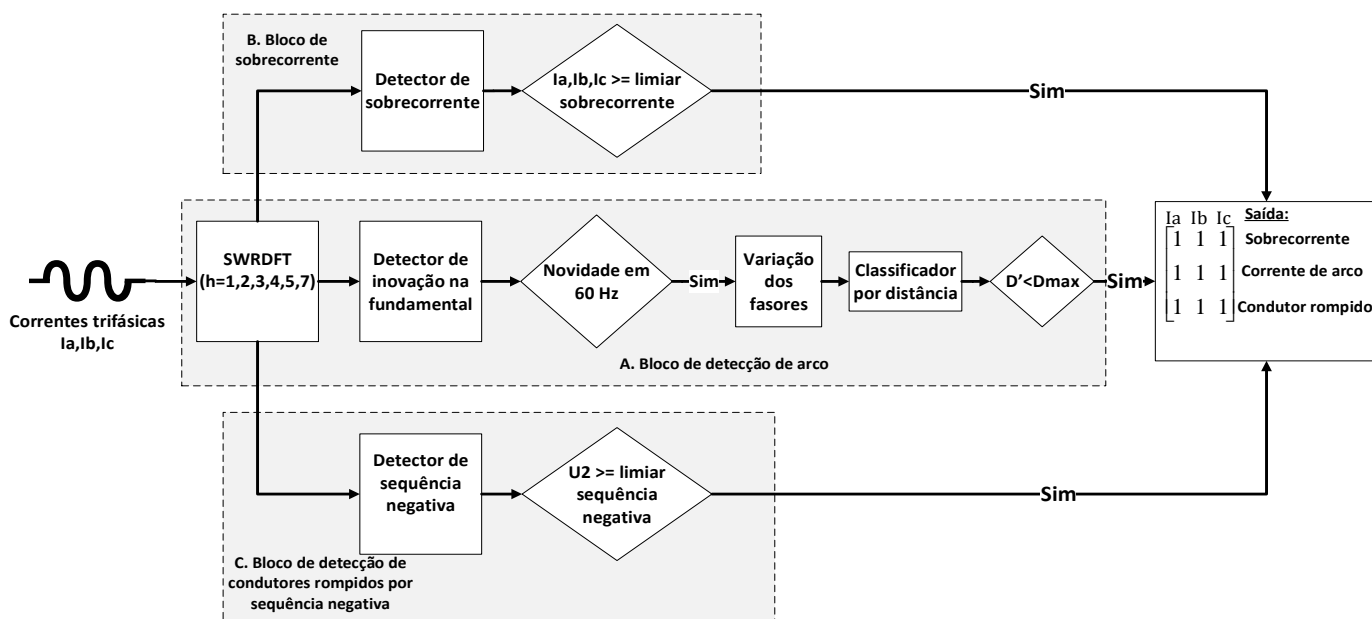 B. Bloco de
sobrecorrente
Detector de
sobrecorrente
Ia,Ib,Ic >= limiar
sobrecorrente
Sim
Correntes trifásicas
Ia,Ib,Ic
SWRDFT
(h=1,2,3,4,5,7)
Detector de
inovação na
fundamental
Novidade em
60 Hz
Sim
Variação
dos
fasores
Classificador
por distância
D'<Dmax
Sim
A. Bloco de detecção de arco
Ia Ib Ic Saída:
1 1 1 Sobrecorrente
1 1 1 Corrente de arco
1 1 1 Condutor rompido
Detector de
sequência
negativa
U2 >= limiar
sequência
negativa
Sim
C. Bloco de detecção de
condutores rompidos por
sequência negativa